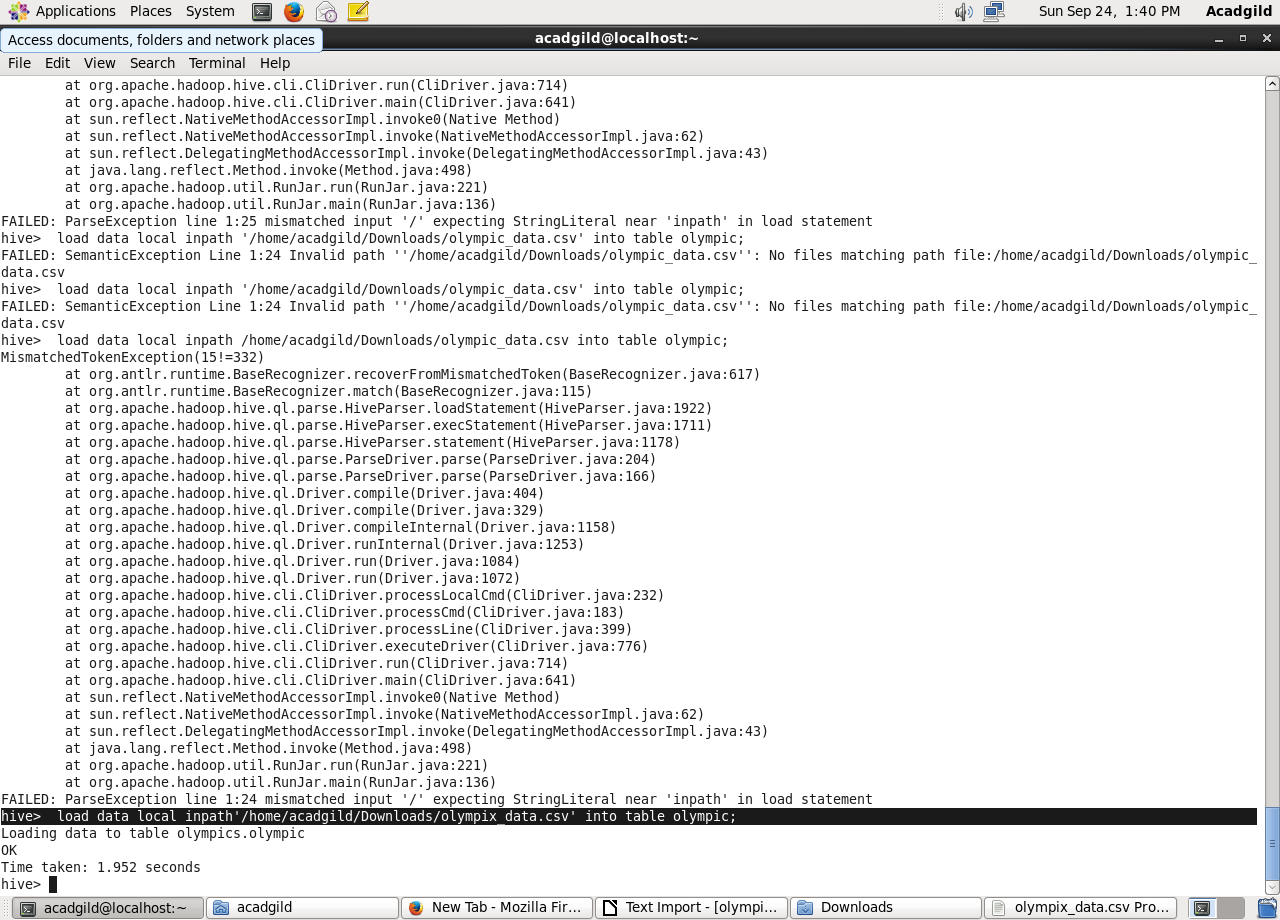 Applications Places System Sun Sep 24, 1:40 PM Acadgild
Access documents, folders and network places
acadgild@localhost:~
File Edit View Search Terminal Help
at org.apache.hadoop.hive.cli.CliDriver.run(CliDriver.java:714)
at org.apache.hadoop.hive.cli.CliDriver.main(CliDriver.java:641)
at sun.reflect.NativeMethodAccessorImpl.invoke0(Native Method)
at sun.reflect.NativeMethodAccessorImpl.invoke(NativeMethodAccessorImpl.java:62)
at sun.reflect.DelegatingMethodAccessorImpl.invoke(DelegatingMethodAccessorImpl.java:43)
at java.lang.reflect.Method.invoke(Method.java:498)
at org.apache.hadoop.util.RunJar.run(RunJar.java:221)
at org.apache.hadoop.util.RunJar.main(RunJar.java:136)
FAILED: ParseException line 1:25 mismatched input '/' expecting StringLiteral near 'inpath' in load statement
hive>  load data local inpath '/home/acadgild/Downloads/olympic_data.csv' into table olympic;
FAILED: SemanticException Line 1:24 Invalid path ''/home/acadgild/Downloads/olympic_data.csv'': No files matching path file:/home/acadgild/Downloads/olympic_
data.csv
hive>  load data local inpath '/home/acadgild/Downloads/olympic_data.csv' into table olympic;
FAILED: SemanticException Line 1:24 Invalid path ''/home/acadgild/Downloads/olympic_data.csv'': No files matching path file:/home/acadgild/Downloads/olympic_
data.csv
hive>  load data local inpath /home/acadgild/Downloads/olympic_data.csv into table olympic;
MismatchedTokenException(15!=332)
at org.antlr.runtime.BaseRecognizer.recoverFromMismatchedToken(BaseRecognizer.java:617)
at org.antlr.runtime.BaseRecognizer.match(BaseRecognizer.java:115)
at org.apache.hadoop.hive.ql.parse.HiveParser.loadStatement(HiveParser.java:1922)
at org.apache.hadoop.hive.ql.parse.HiveParser.execStatement(HiveParser.java:1711)
at org.apache.hadoop.hive.ql.parse.HiveParser.statement(HiveParser.java:1178)
at org.apache.hadoop.hive.ql.parse.ParseDriver.parse(ParseDriver.java:204)
at org.apache.hadoop.hive.ql.parse.ParseDriver.parse(ParseDriver.java:166)
at org.apache.hadoop.hive.ql.Driver.compile(Driver.java:404)
at org.apache.hadoop.hive.ql.Driver.compile(Driver.java:329)
at org.apache.hadoop.hive.ql.Driver.compileInternal(Driver.java:1158)
at org.apache.hadoop.hive.ql.Driver.runInternal(Driver.java:1253)
at org.apache.hadoop.hive.ql.Driver.run(Driver.java:1084)
at org.apache.hadoop.hive.ql.Driver.run(Driver.java:1072)
at org.apache.hadoop.hive.cli.CliDriver.processLocalCmd(CliDriver.java:232)
at org.apache.hadoop.hive.cli.CliDriver.processCmd(CliDriver.java:183)
at org.apache.hadoop.hive.cli.CliDriver.processLine(CliDriver.java:399)
at org.apache.hadoop.hive.cli.CliDriver.executeDriver(CliDriver.java:776)
at org.apache.hadoop.hive.cli.CliDriver.run(CliDriver.java:714)
at org.apache.hadoop.hive.cli.CliDriver.main(CliDriver.java:641)
at sun.reflect.NativeMethodAccessorImpl.invoke0(Native Method)
at sun.reflect.NativeMethodAccessorImpl.invoke(NativeMethodAccessorImpl.java:62)
at sun.reflect.DelegatingMethodAccessorImpl.invoke(DelegatingMethodAccessorImpl.java:43)
at java.lang.reflect.Method.invoke(Method.java:498)
at org.apache.hadoop.util.RunJar.run(RunJar.java:221)
at org.apache.hadoop.util.RunJar.main(RunJar.java:136)
FAILED: ParseException line 1:24 mismatched input '/' expecting StringLiteral near 'inpath' in load statement
hive>  load data local inpath'/home/acadgild/Downloads/olympix_data.csv' into table olympic;
Loading data to table olympics.olympic
OK
Time taken: 1.952 seconds
hive>
acadgild@localhost:~ acadgild New Tab - Mozilla Fir... Text Import - [olympi... Downloads olympix_data.csv Pro...